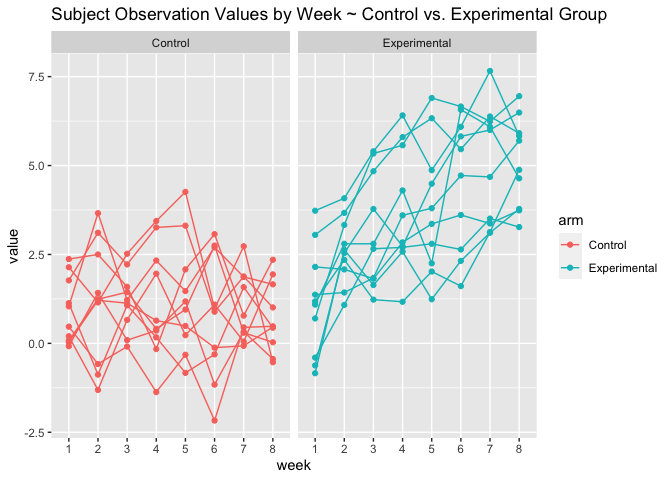 Subject Observation Values by Week ~ Control vs. Experimental Group
Control
Experimental
value
7.5
5.0
2.5
0.0
-2.5
1 2 3 4 5 6 7 8
1 2 3 4 5 6 7 8
week
arm
Control
Experimental